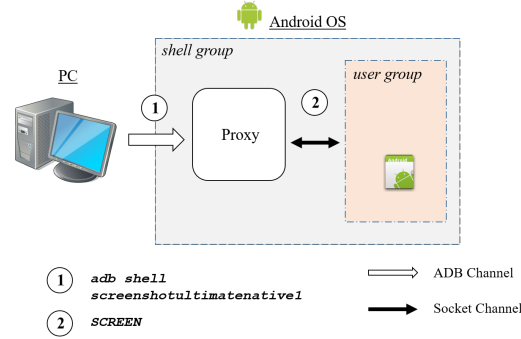 Android OS
shell group
PC
user group
1
2
Proxy
1 adb shell
screenshotultimatenative1
2 SCREEN
ADB Channel
Socket Channel